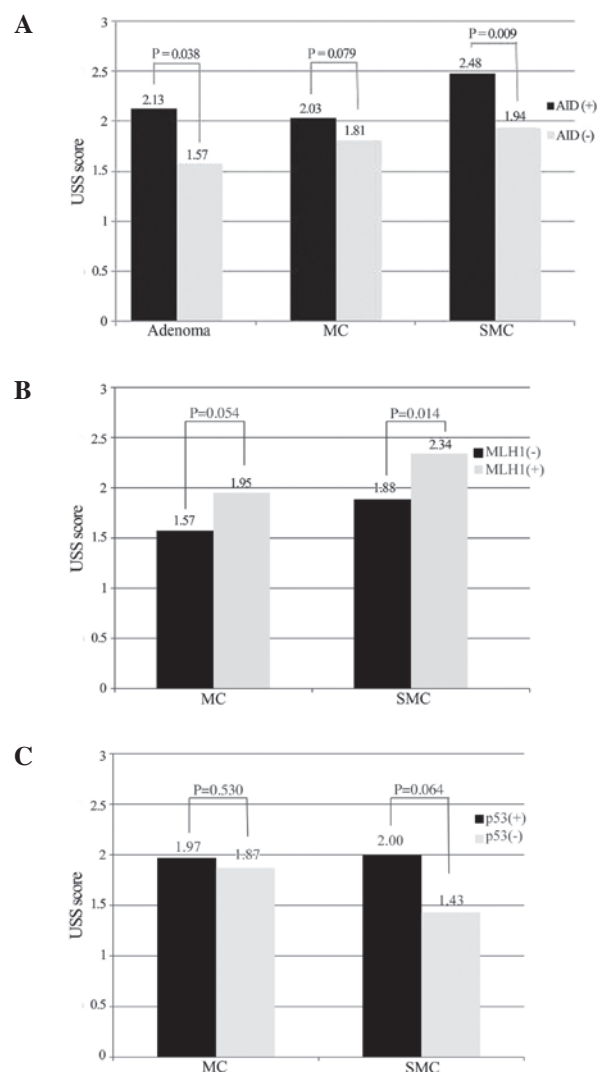 A
3
P = 0.038
P = 0.079
P = 0.009
2.5
2.48
2.13
2.03
AID (+)
2
1.94
AID (-)
1.81
1.57
1.5
USS score
1
0.5
0
Adenoma
MC
SMC
B
3
P=0.054
P=0.014
2.5
2.34
MLH1(-)
MLH1(+)
2
1.95
1.88
1.57
1.5
USS score
1
0.5
0
MC
SMC
C
3
P=0.530
P=0.064
2.5
p53(+)
p53(-)
2
1.97
1.87
2.00
1.5
1.43
USS score
1
0.5
0
MC
SMC